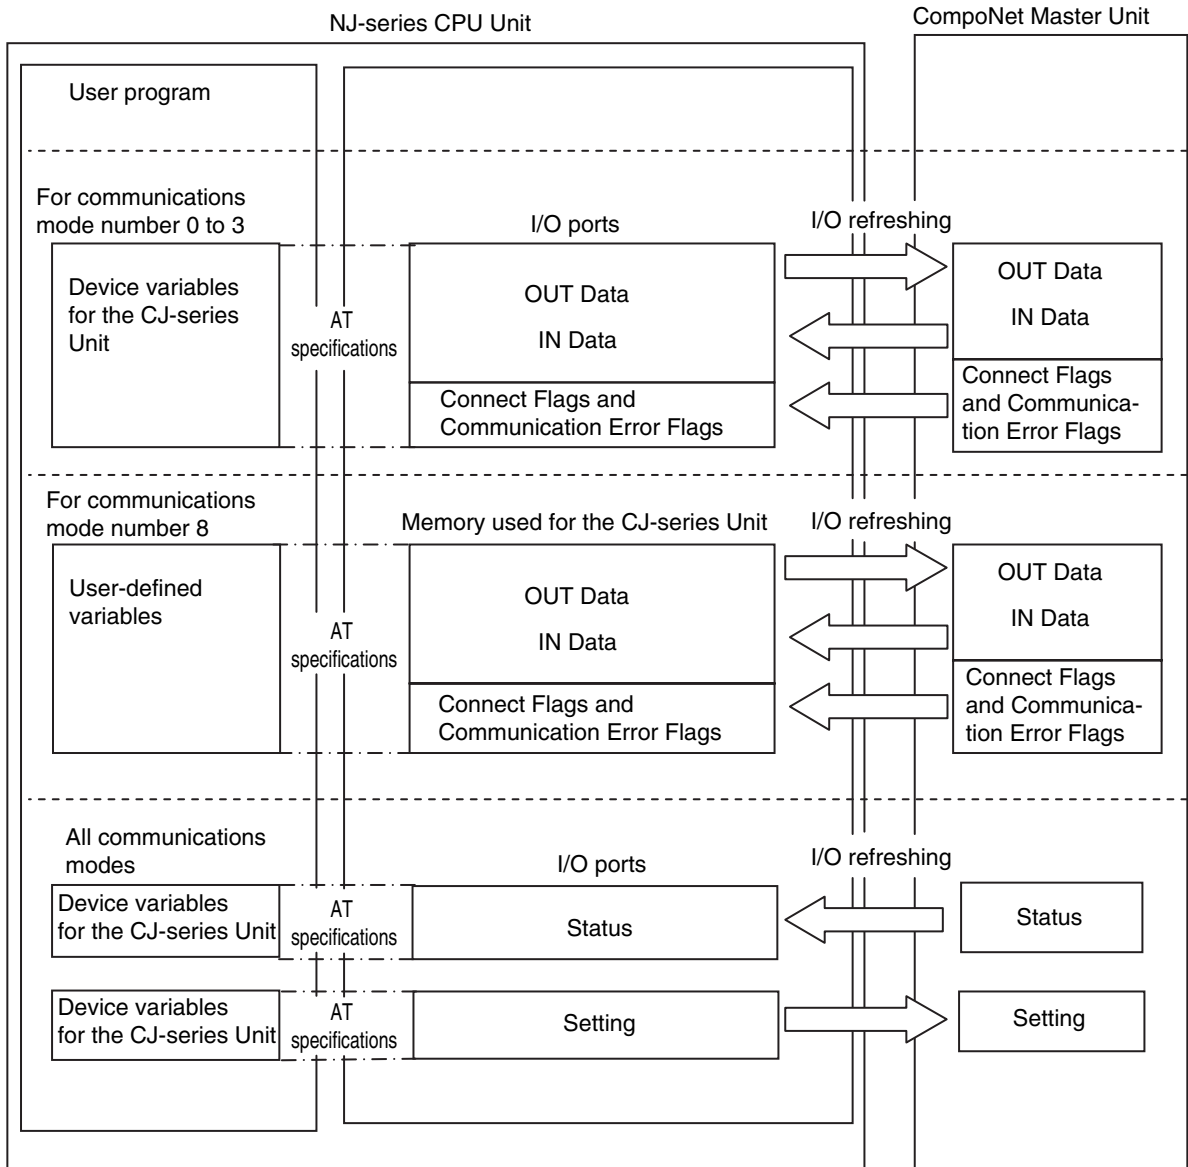 NJ-series CPU Unit
CompoNet Master Unit
User program
For communications
mode number 0 to 3
I/O ports
I/O refreshing
Device variables
for the CJ-series
Unit
AT
specifications
OUT Data
IN Data
Connect Flags and
Communication Error Flags
OUT Data
IN Data
Connect Flags
and Communica-
tion Error Flags
For communications
mode number 8
Memory used for the CJ-series Unit
I/O refreshing
User-defined
variables
AT
specifications
OUT Data
IN Data
Connect Flags and
Communication Error Flags
OUT Data
IN Data
Connect Flags
and Communica-
tion Error Flags
All communications
modes
I/O ports
I/O refreshing
Device variables
for the CJ-series Unit
AT
specifications
Status
Status
Device variables
for the CJ-series Unit
AT
specifications
Setting
Setting